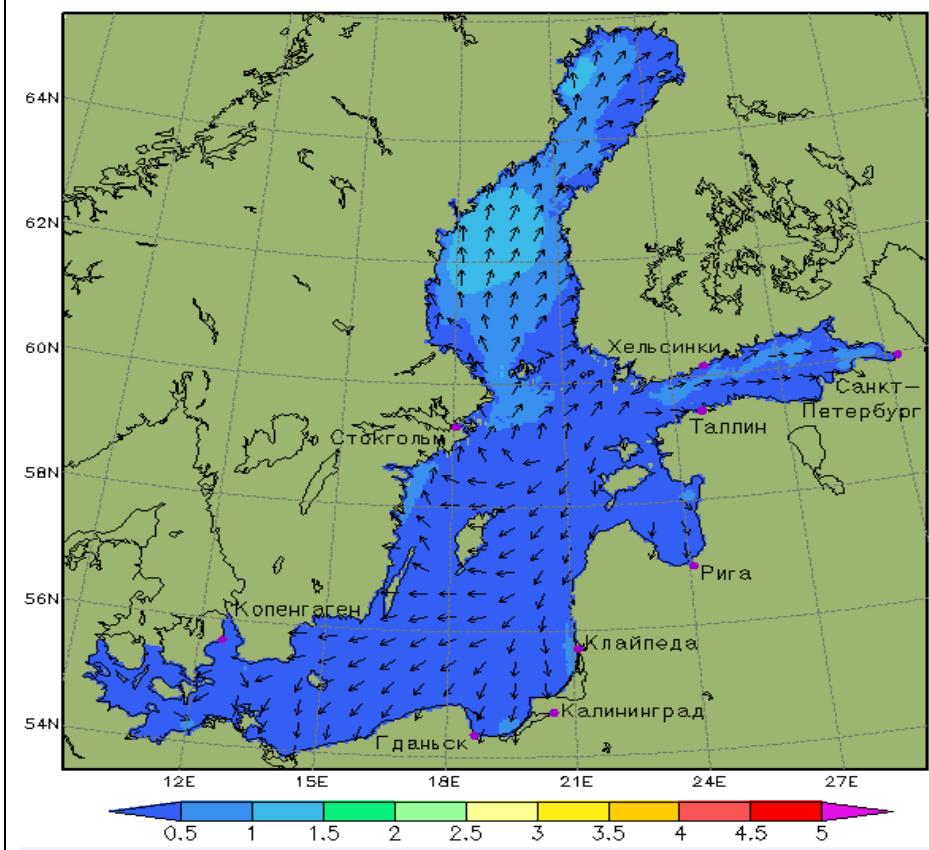 64N
62N
60N
Хельсинки
Санкт-
Петербург
Таллин
Стокгольм
58N
Рига
56N
Копенгаген
Клайпеда
Калининград
54N
Гданьск
12E 15E 18E 21E 24E 27E
0.5 1 1.5 2 2.5 3 3.5 4 4.5 5